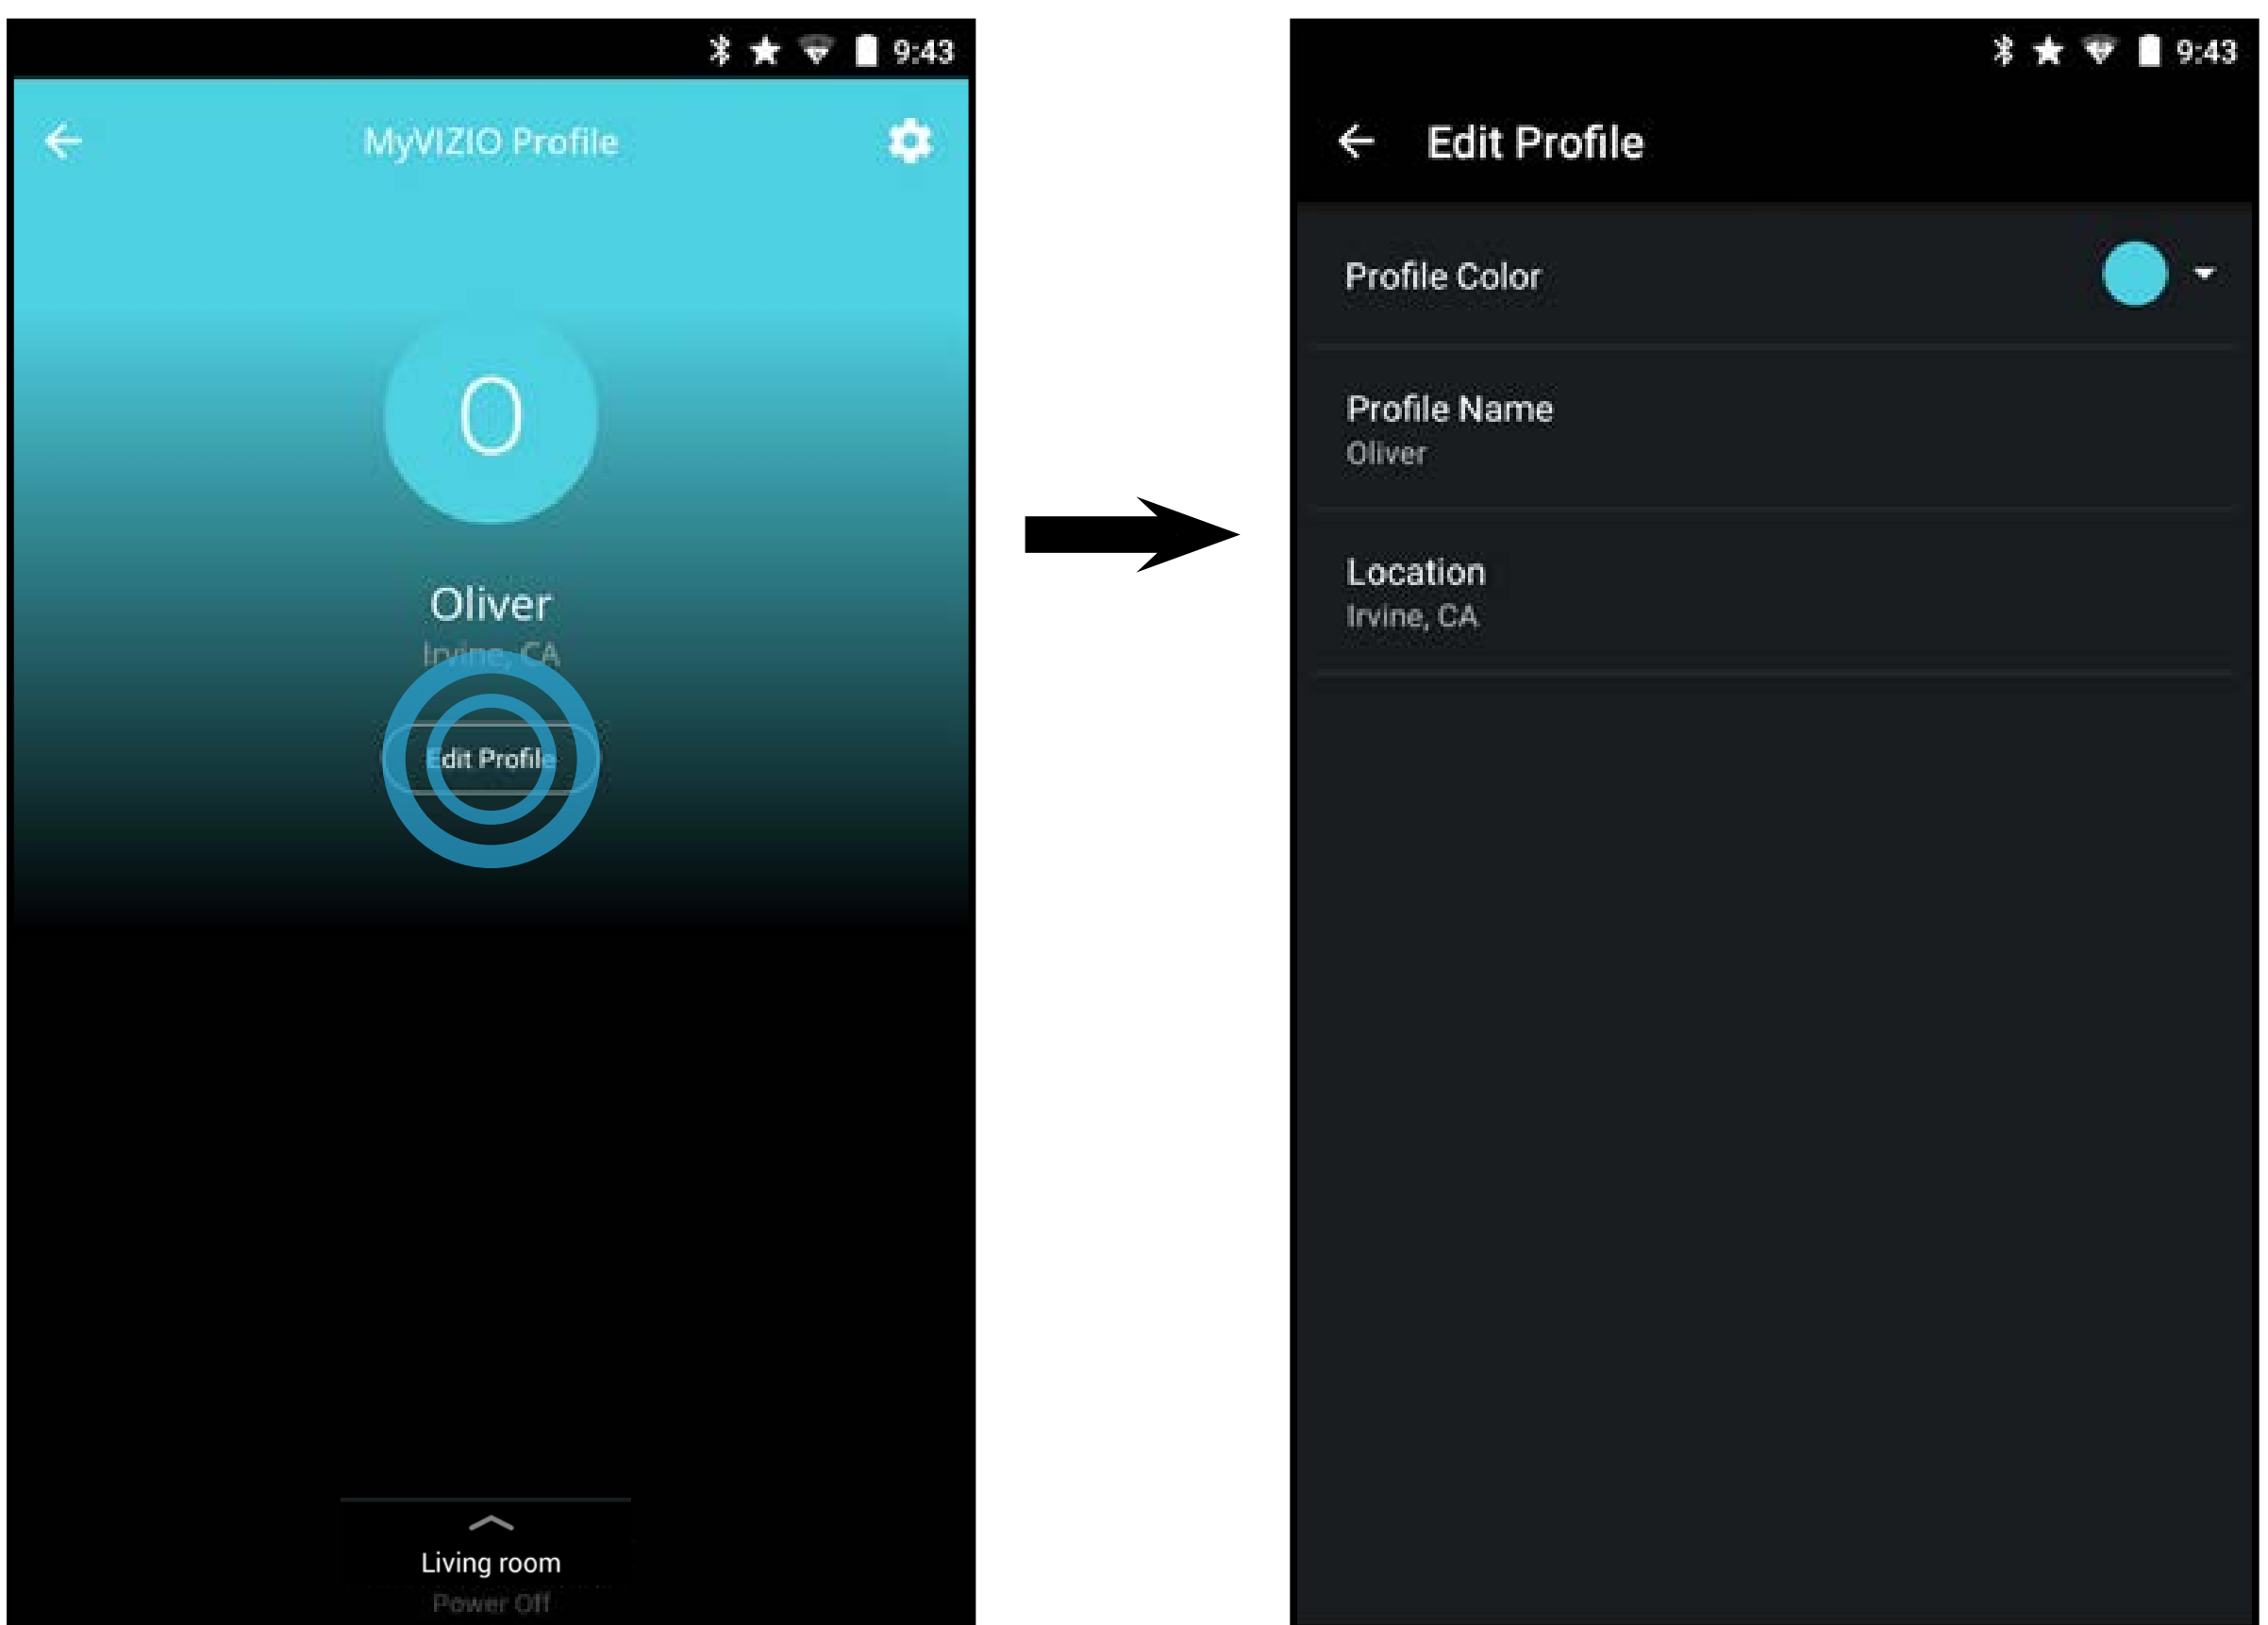 9:43
MyVIZIO Profile
O
Oliver
Irvine, CA
Edit Profile
Living room
Power Off
9:43
Edit Profile
Profile Color
Profile Name
Oliver
Location
Irvine, CA